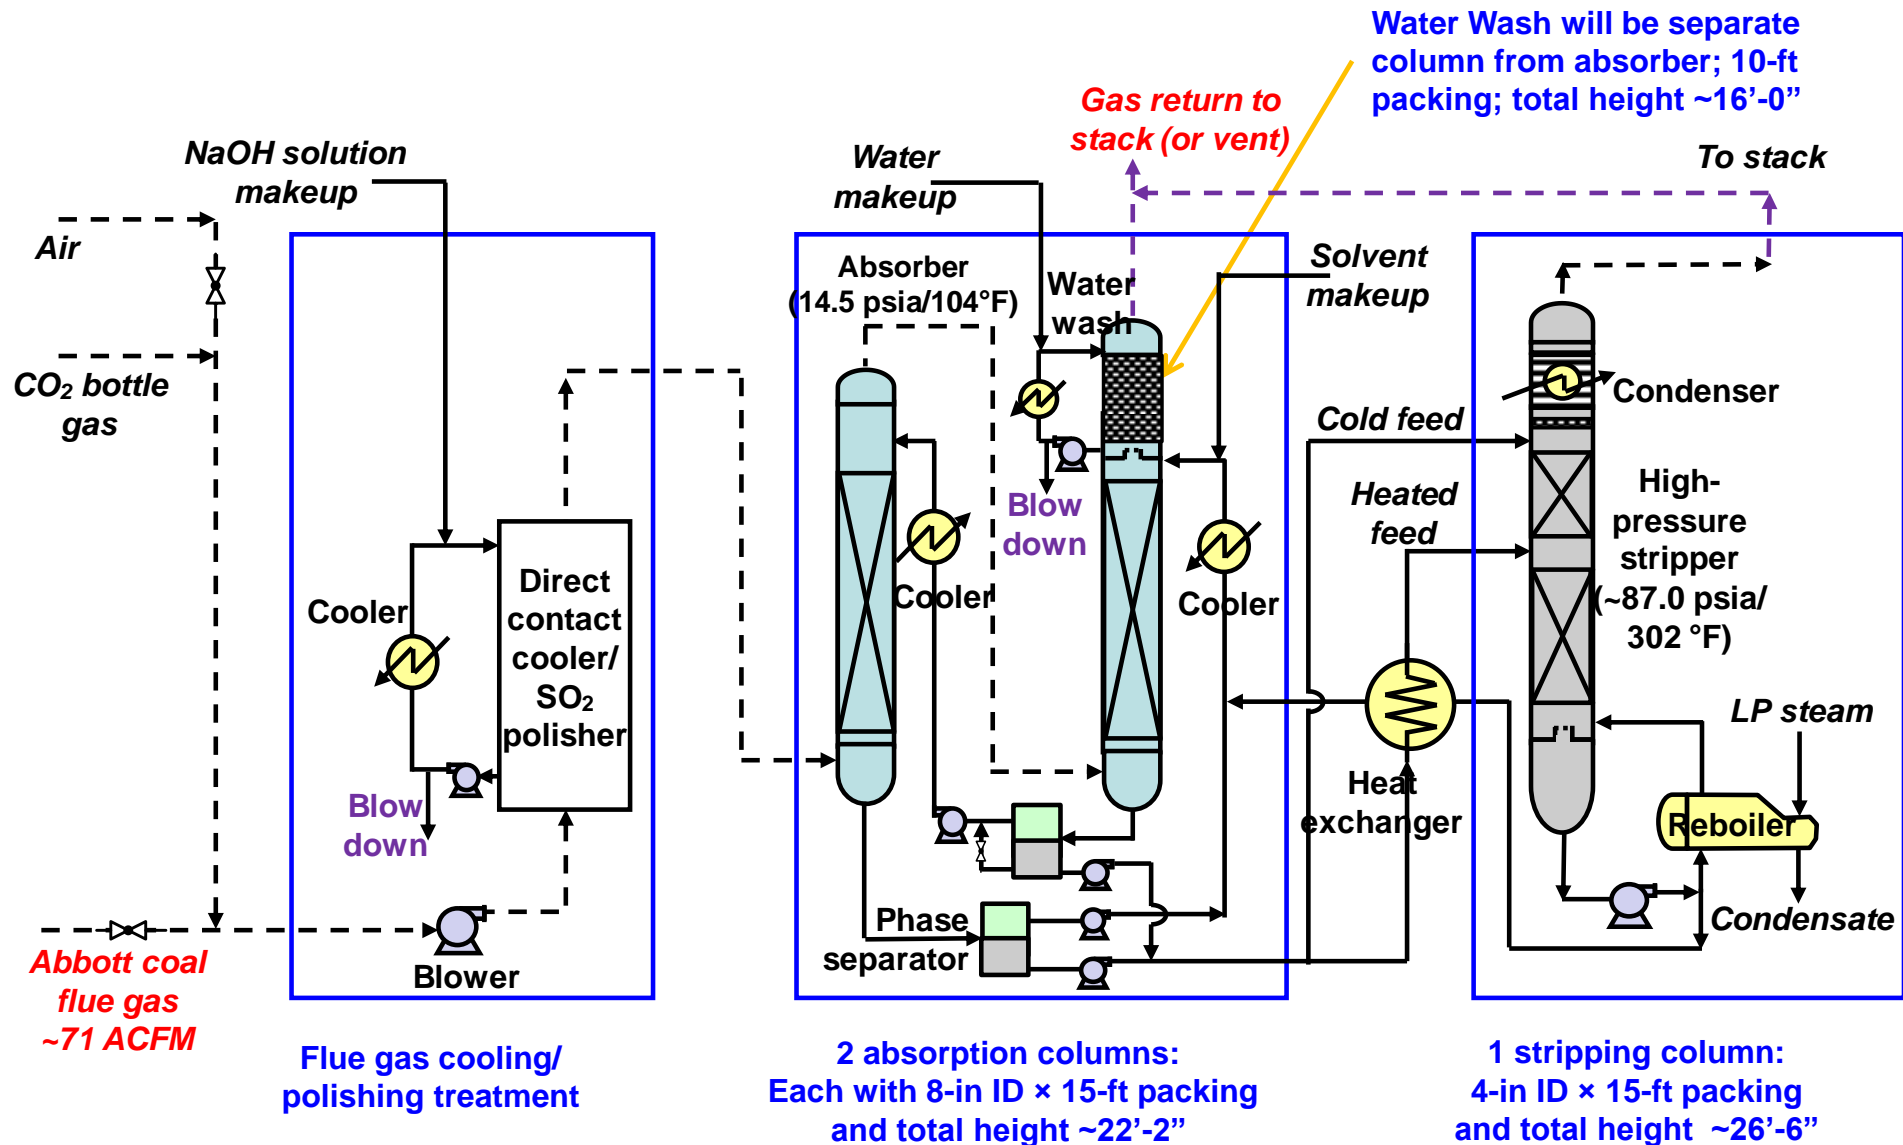 Water Wash will be separate
column from absorber; 10-ft
packing; total height ~16’-0”
Gas return to
stack (or vent)
NaOH solution
makeup
Water
makeup
To stack
Air
Solvent
makeup
Absorber
(14.5 psia/104°F)
Water
wash
CO2 bottle
gas
Condenser
Cold feed
Heated
feed
High-
pressure
stripper
(~87.0 psia/
302 °F)
Blow
down
Direct
contact
cooler/
SO2
polisher
Cooler
Cooler
Cooler
LP steam
Heat
exchanger
Blow
down
Reboiler
Phase
separator
Condensate
Blower
Abbott coal
flue gas
~71 ACFM
Flue gas cooling/
polishing treatment
2 absorption columns:
Each with 8-in ID × 15-ft packing
and total height ~22’-2”
1 stripping column:
4-in ID × 15-ft packing
and total height ~26’-6”